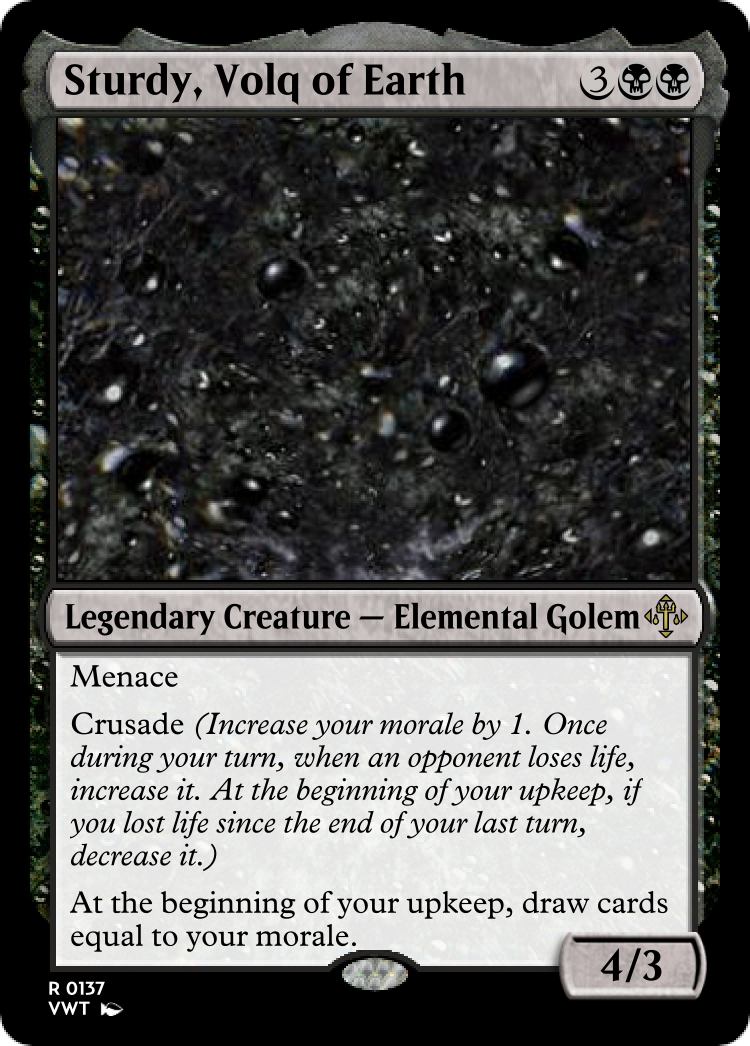 Sturdy, Volq of Earth 3
Legendary Creature — Elemental Golem
Menace
Crusade (Increase your morale by 1. Once
during your turn, when an opponent loses life,
increase it. At the beginning of your upkeep, if
you lost life since the end of your last turn,
decrease it.)
At the beginning of your upkeep, draw cards
equal to your morale.
4/3
R 0137
VWT